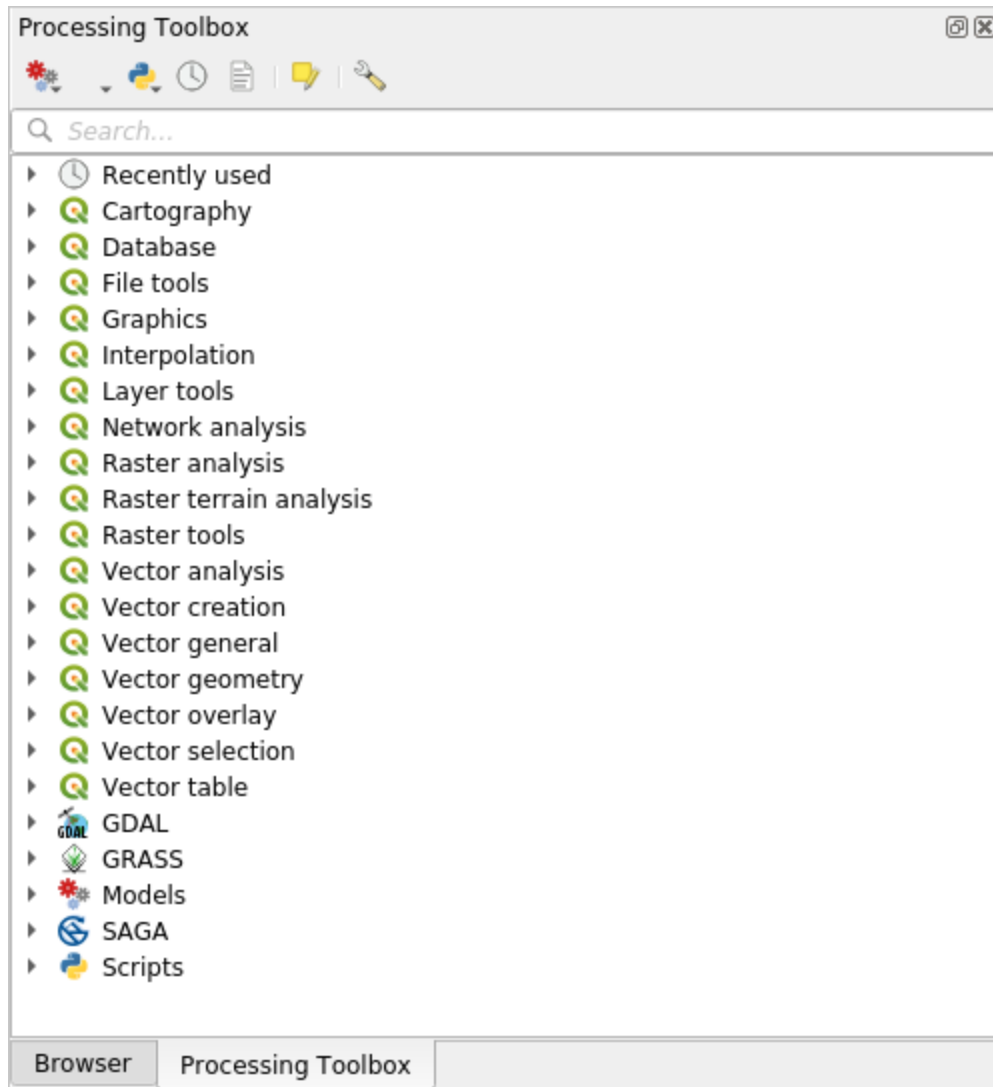 Processing Toolbox
Search...
Recently used
Cartography
Database
File tools
Graphics
Interpolation
Layer tools
Network analysis
Raster analysis
Raster terrain analysis
Raster tools
Vector analysis
Vector creation
Vector general
Vector geometry
Vector overlay
Vector selection
Vector table
GDAL GDAL
GRASS
Models
SAGA
Scripts
Browser Processing Toolbox